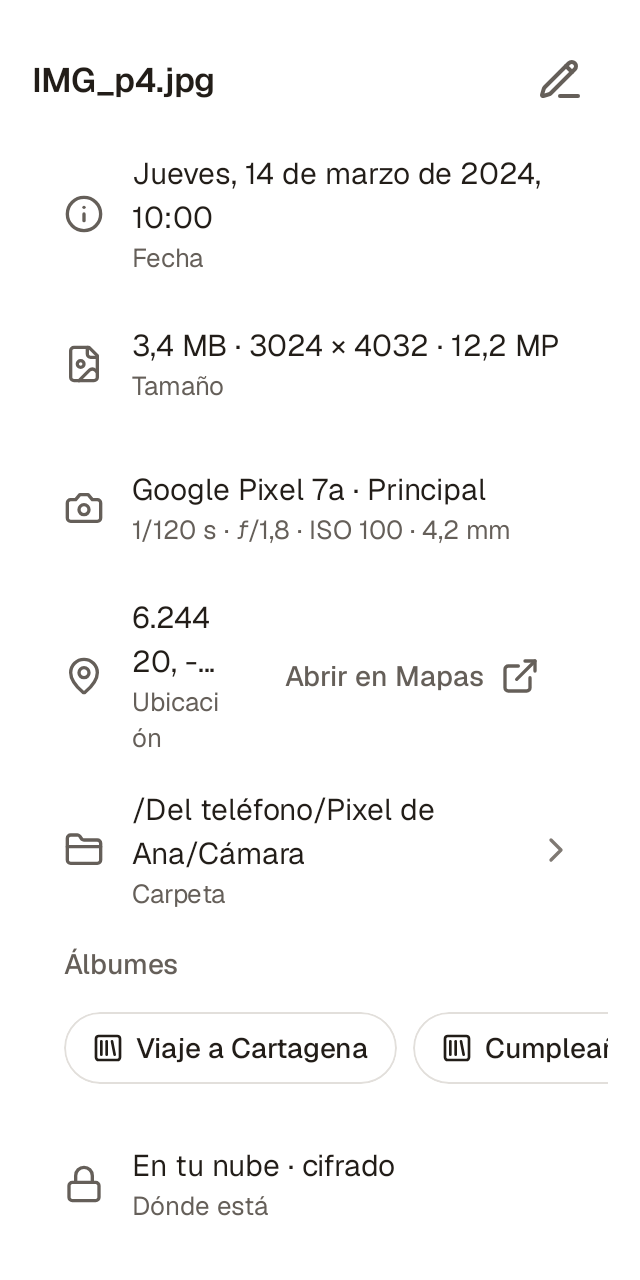 IMG_p4.jpg
Jueves, 14 de marzo de 2024,
10:00
Fecha
3,4 MB · 3024 × 4032 · 12,2 MP
Tamaño
Google Pixel 7a · Principal
1/120 s · ƒ/1,8 · ISO 100 · 4,2 mm
6.244
20, -...
Ubicaci
ón
Abrir en Mapas
/Del teléfono/Pixel de
Ana/Cámara
Carpeta
Álbumes
Viaje a Cartagena
Cumpleañ
En tu nube · cifrado
Dónde está